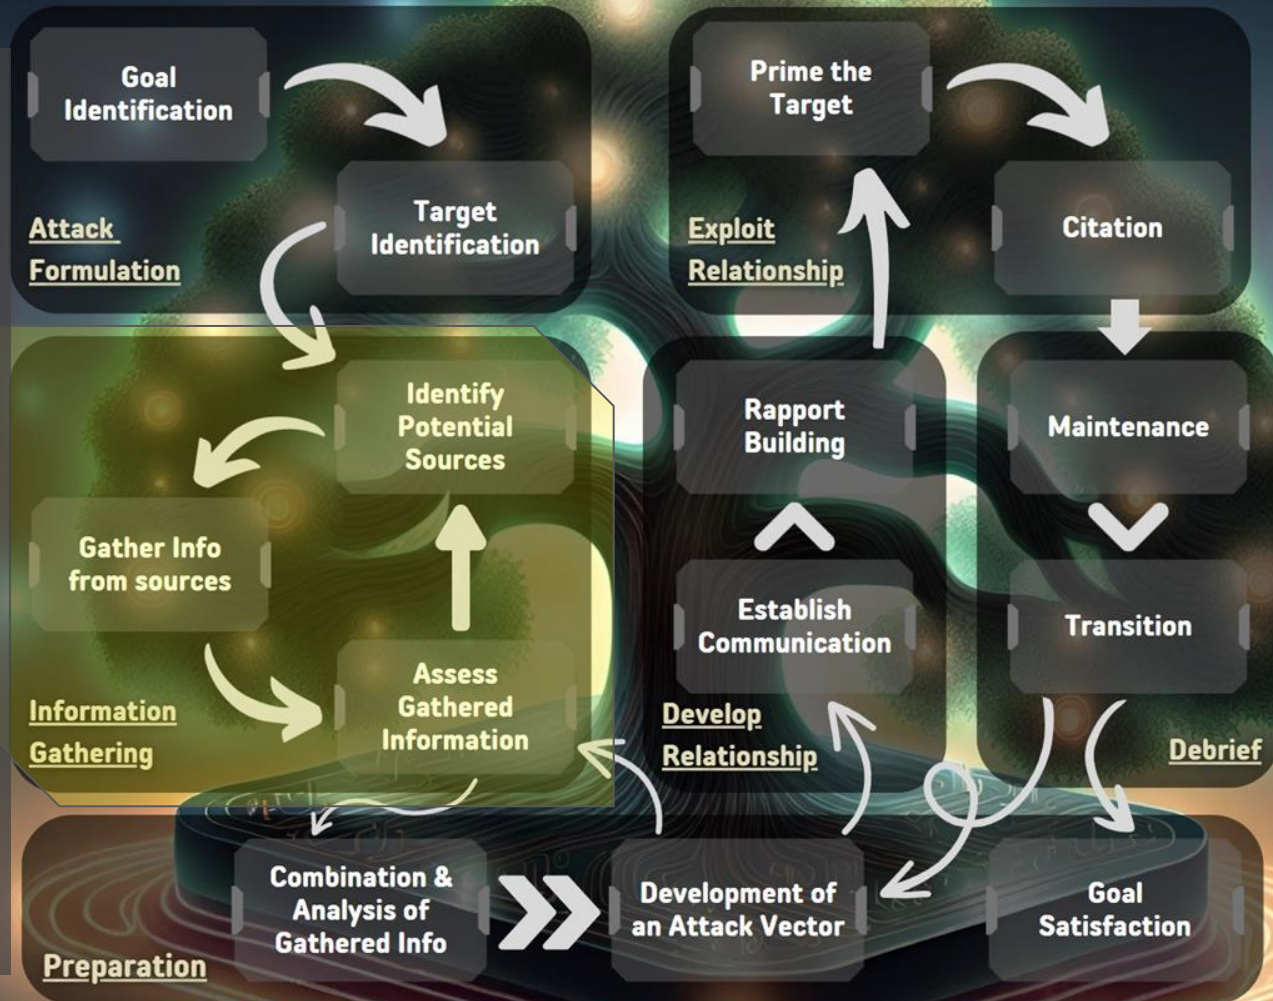 Goal
Identification
Target
Identification
Attack
Formulation
Prime the
Target
Citation
Exploit
Relationship
Identify
Potential
Sources
Gather Info
from sources
Assess
Gathered
Information
Information
Gathering
Rapport
Building
Establish
Communication
Develop
Relationship
Maintenance
Transition
Debrief
Combination &
Analysis of
Gathered Info
Development of
an Attack Vector
Goal
Satisfaction
Preparation